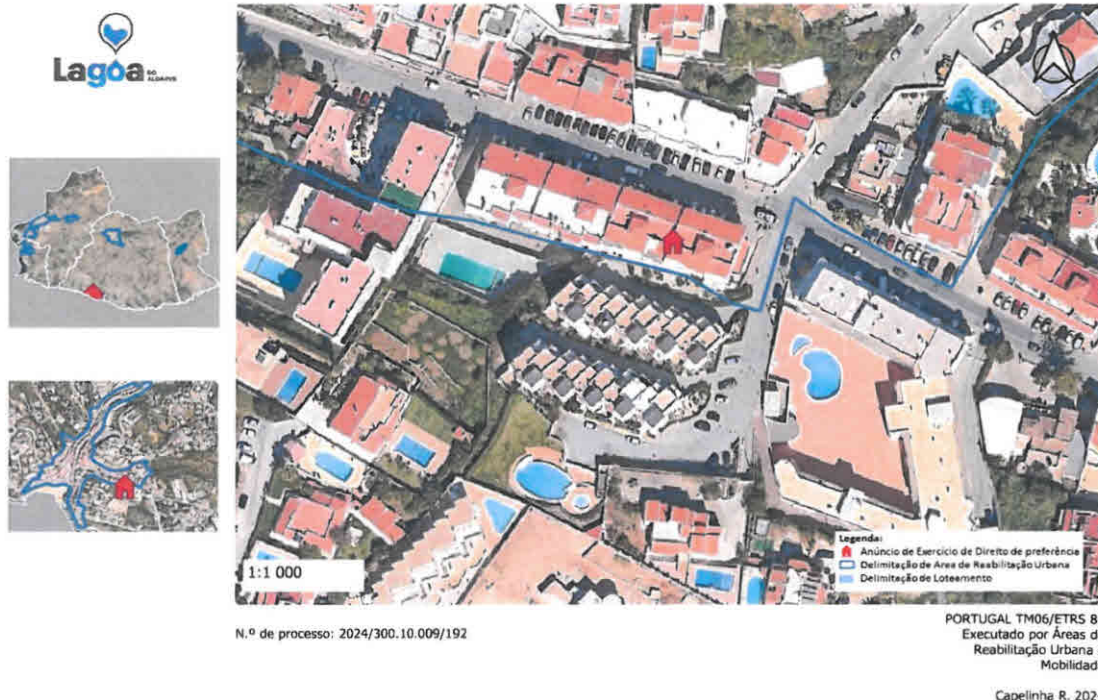 Lagoa DO ALGARVE
Legenda:
Anúncio de Exercício de Direito de preferência
Delimitação de Area de Reabilitação Urbana
Delimitação de Loteamento
1:1 000
N.º de processo: 2024/300.10.009/192
PORTUGAL TM06/ETRS 8
Executado por Áreas d
Reabilitação Urbana
Mobilidad
Capelinha R, 202